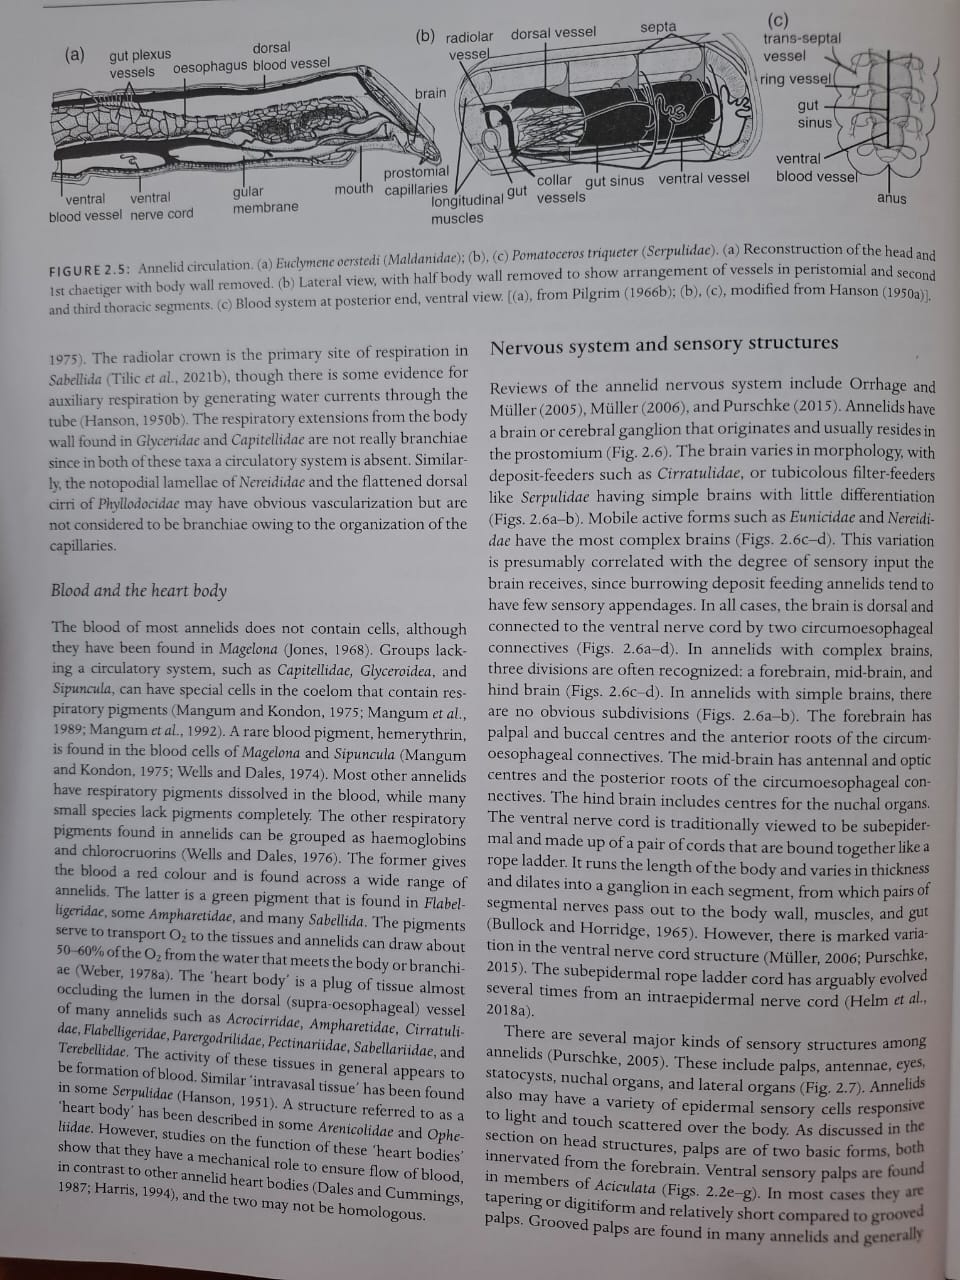 (a)
gut plexus
vessels
oesophagus
dorsal
blood vessel
brain
prostomial
capillaries
mouth
gular
membrane
ventral
nerve cord
ventral
blood vessel
(b)
radiolar
vessel
dorsal vessel
septa
longitudinal
muscles
gut
collar
vessels
gut sinus
ventral vessel
(c)
trans-septal
vessel
ring vessel
gut
sinus
ventral
blood vessel
anus
FIGURE 2.5: Annelid circulation. (a) Euclymene oerstedi (Maldanidae); (b), (c) Pomatoceros triqueter (Serpulidae). (a) Reconstruction of the head and
1st chaetiger with body wall removed. (b) Lateral view, with half body wall removed to show arrangement of vessels in peristomial and second
and third thoracic segments. (c) Blood system at posterior end, ventral view. [(a), from Pilgrim (1966b); (b), (c), modified from Hanson (1950a)].
1975). The radiolar crown is the primary site of respiration in
Sabellida (Tilic et al., 2021b), though there is some evidence for
auxiliary respiration by generating water currents through the
tube (Hanson, 1950b). The respiratory extensions from the body
wall found in Glyceridae and Capitellidae are not really branchiae
since in both of these taxa a circulatory system is absent. Similar-
ly, the notopodial lamellae of Nereididae and the flattened dorsal
cirri of Phyllodocidae may have obvious vascularization but are
not considered to be branchiae owing to the organization of the
capillaries.
Blood and the heart body
The blood of most annelids does not contain cells, although
they have been found in Magelona (Jones, 1968). Groups lack-
ing a circulatory system, such as Capitellidae, Glyceroidea, and
Sipuncula, can have special cells in the coelom that contain res-
piratory pigments (Mangum and Kondon, 1975; Mangum et al.,
1989; Mangum et al., 1992). A rare blood pigment, hemerythrin,
is found in the blood cells of Magelona and Sipuncula (Mangum
and Kondon, 1975; Wells and Dales, 1974). Most other annelids
have respiratory pigments dissolved in the blood, while many
small species lack pigments completely. The other respiratory
pigments found in annelids can be grouped as haemoglobins
and chlorocruorins (Wells and Dales, 1976). The former gives
the blood a red colour and is found across a wide range of
annelids. The latter is a green pigment that is found in Flabel-
ligeridae, some Ampharetidae, and many Sabellida. The pigments
serve to transport O₂ to the tissues and annelids can draw about
50–60% of the O₂ from the water that meets the body or branchi-
ae (Weber, 1978a). The 'heart body' is a plug of tissue almost
occluding the lumen in the dorsal (supra-oesophageal) vessel
of many annelids such as Acrocirridae, Ampharetidae, Cirratuli-
dae, Flabelligeridae, Parergodrilidae, Pectinariidae, Sabellariidae, and
Terebellidae. The activity of these tissues in general appears to
be formation of blood. Similar 'intravasal tissue' has been found
in some Serpulidae (Hanson, 1951). A structure referred to as a
'heart body' has been described in some Arenicolidae and Ophe-
liidae. However, studies on the function of these 'heart bodies'
show that they have a mechanical role to ensure flow of blood,
in contrast to other annelid heart bodies (Dales and Cummings,
1987; Harris, 1994), and the two may not be homologous.
Nervous system and sensory structures
Reviews of the annelid nervous system include Orrhage and
Müller (2005), Müller (2006), and Purschke (2015). Annelids have
a brain or cerebral ganglion that originates and usually resides in
the prostomium (Fig. 2.6). The brain varies in morphology, with
deposit-feeders such as Cirratulidae, or tubicolous filter-feeders
like Serpulidae having simple brains with little differentiation
(Figs. 2.6a–b). Mobile active forms such as Eunicidae and Nereidi-
dae have the most complex brains (Figs. 2.6c–d). This variation
is presumably correlated with the degree of sensory input the
brain receives, since burrowing deposit feeding annelids tend to
have few sensory appendages. In all cases, the brain is dorsal and
connected to the ventral nerve cord by two circumoesophageal
connectives (Figs. 2.6a–d). In annelids with complex brains,
three divisions are often recognized: a forebrain, mid-brain, and
hind brain (Figs. 2.6c–d). In annelids with simple brains, there
are no obvious subdivisions (Figs. 2.6a–b). The forebrain has
palpal and buccal centres and the anterior roots of the circum-
oesophageal connectives. The mid-brain has antennal and optic
centres and the posterior roots of the circumoesophageal con-
nectives. The hind brain includes centres for the nuchal organs.
The ventral nerve cord is traditionally viewed to be subepider-
mal and made up of a pair of cords that are bound together like a
rope ladder. It runs the length of the body and varies in thickness
and dilates into a ganglion in each segment, from which pairs of
segmental nerves pass out to the body wall, muscles, and gut
(Bullock and Horridge, 1965). However, there is marked varia-
tion in the ventral nerve cord structure (Müller, 2006; Purschke,
2015). The subepidermal rope ladder cord has arguably evolved
several times from an intraepidermal nerve cord (Helm et al.,
2018a).
There are several major kinds of sensory structures among
annelids (Purschke, 2005). These include palps, antennae, eyes,
statocysts, nuchal organs, and lateral organs (Fig. 2.7). Annelids
also may have a variety of epidermal sensory cells responsive
to light and touch scattered over the body. As discussed in the
section on head structures, palps are of two basic forms, both
innervated from the forebrain. Ventral sensory palps are found
in members of Aciculata (Figs. 2.2e–g). In most cases they are
tapering or digitiform and relatively short compared to grooved
palps. Grooved palps are found in many annelids and generally